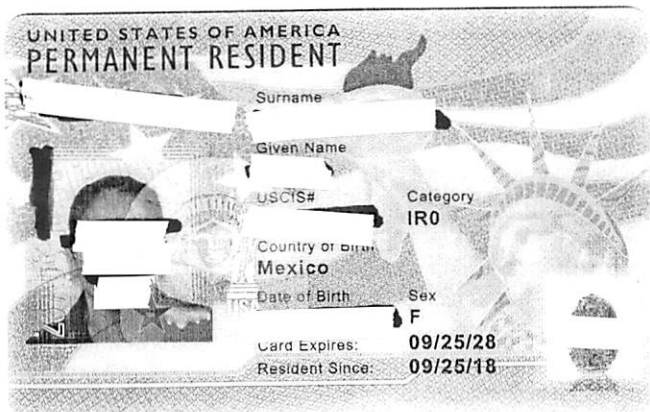 UNITED STATES OF AMERICA
PERMANENT RESIDENT
Surname
Given Name
USCIS#
Category
IR0
Country of Birth
Mexico
Date of Birth
Sex
F
Card Expires:
09/25/28
Resident Since:
09/25/18